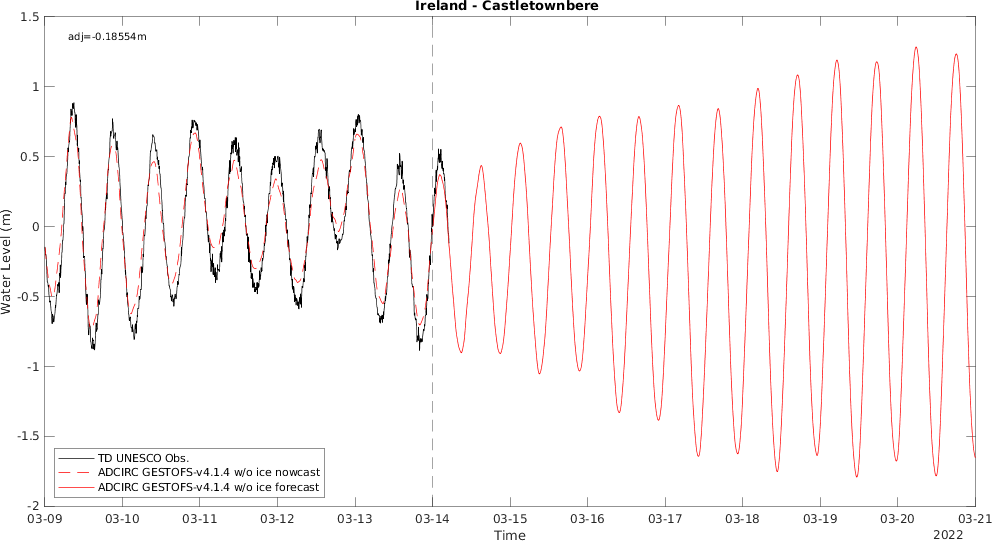 Ireland - Castletownbere
adj=-0.18554m
1.5
1
0.5
0
-0.5
-1
-1.5
-2
Water Level (m)
TD UNESCO Obs.
ADCIRC GESTOFS-v4.1.4 w/o ice nowcast
ADCIRC GESTOFS-v4.1.4 w/o ice forecast
03-09 03-10 03-11 03-12 03-13 03-14 03-15 03-16 03-17 03-18 03-19 03-20 03-21
Time
2022